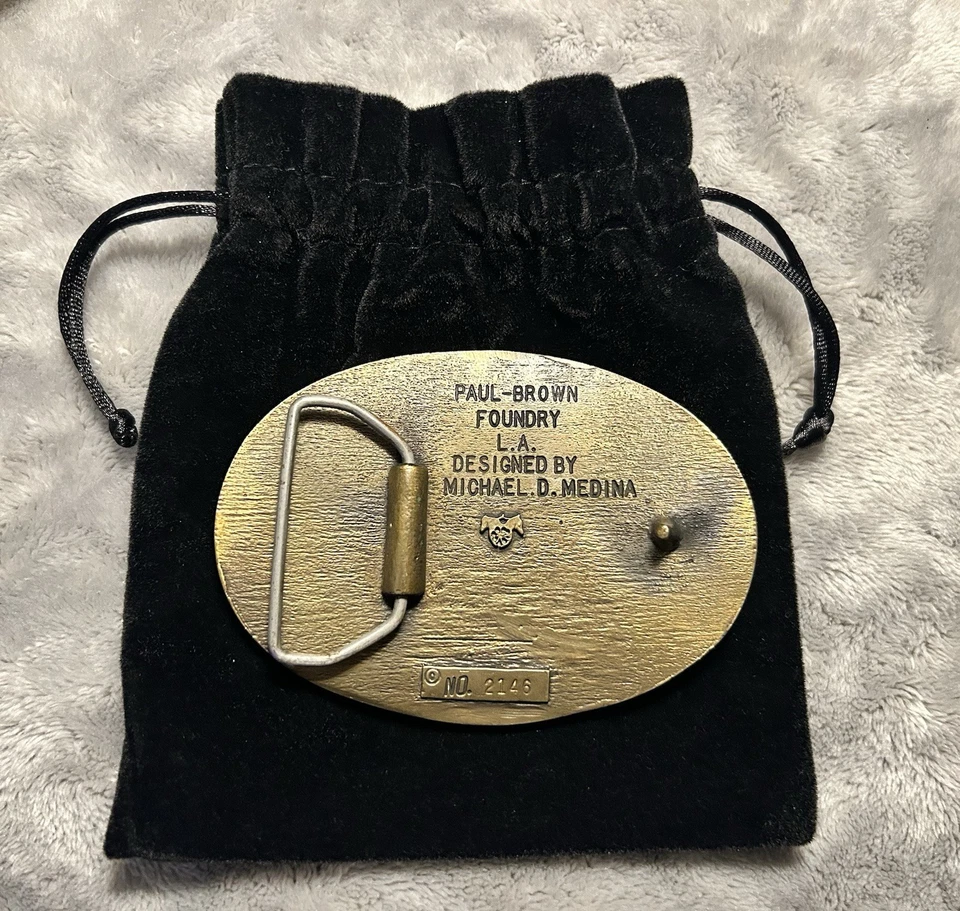 PAUL-BROWN
FOUNDRY
L.A.
DESIGNED BY
MICHAEL.D.MEDINA
© NO. 2146